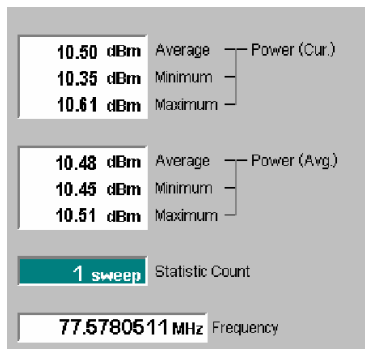 10.50 dBm Average Power (Cur.)
10.35 dBm Minimum
10.61 dBm Maximum
10.48 dBm Average Power (Avg.)
10.45 dBm Minimum
10.51 dBm Maximum
1 sweep Statistic Count
77.5780511 MHz Frequency